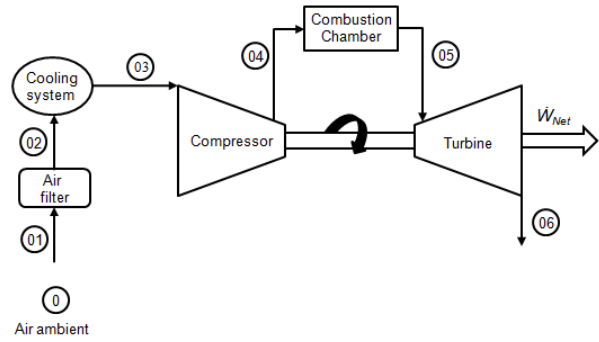 Combustion
Chamber
04
05
03
Cooling
system
Compressor
Turbine
Ẇ_Net
02
Air
filter
01
06
0
Air ambient